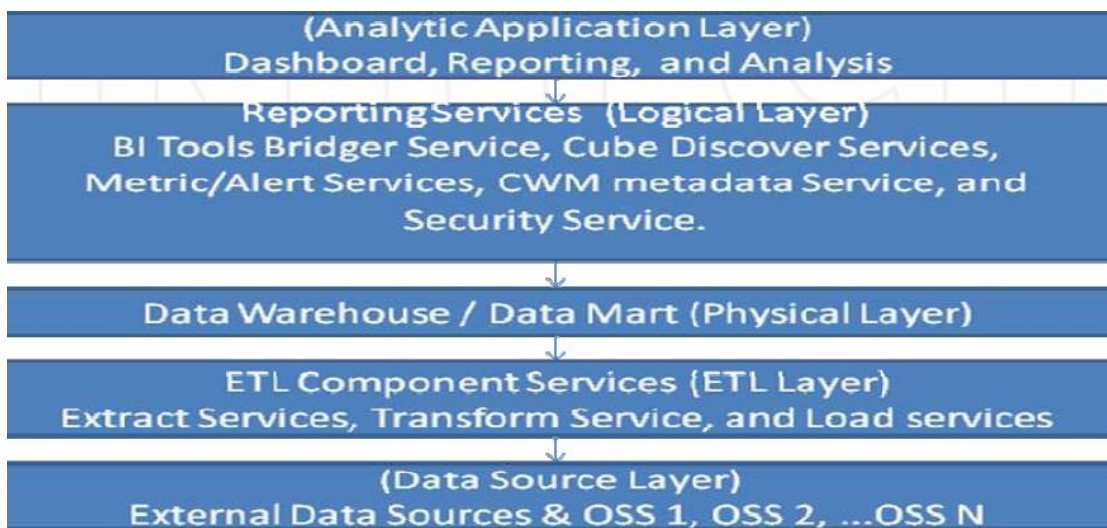 (Analytic Application Layer)
Dashboard, Reporting, and Analysis
ReportingServices (Logical Layer)
BI Tools Bridger Service, Cube Discover Services,
Metric/Alert Services, CWM metadata Service, and
Security Service.
Data Warehouse / Data Mart (Physical Layer)
ETL Component Services (ETL Layer)
Extract Services, Transform Service, and Load services
(Data Source Layer)
External Data Sources & OSS 1, OSS 2, ...OSS N